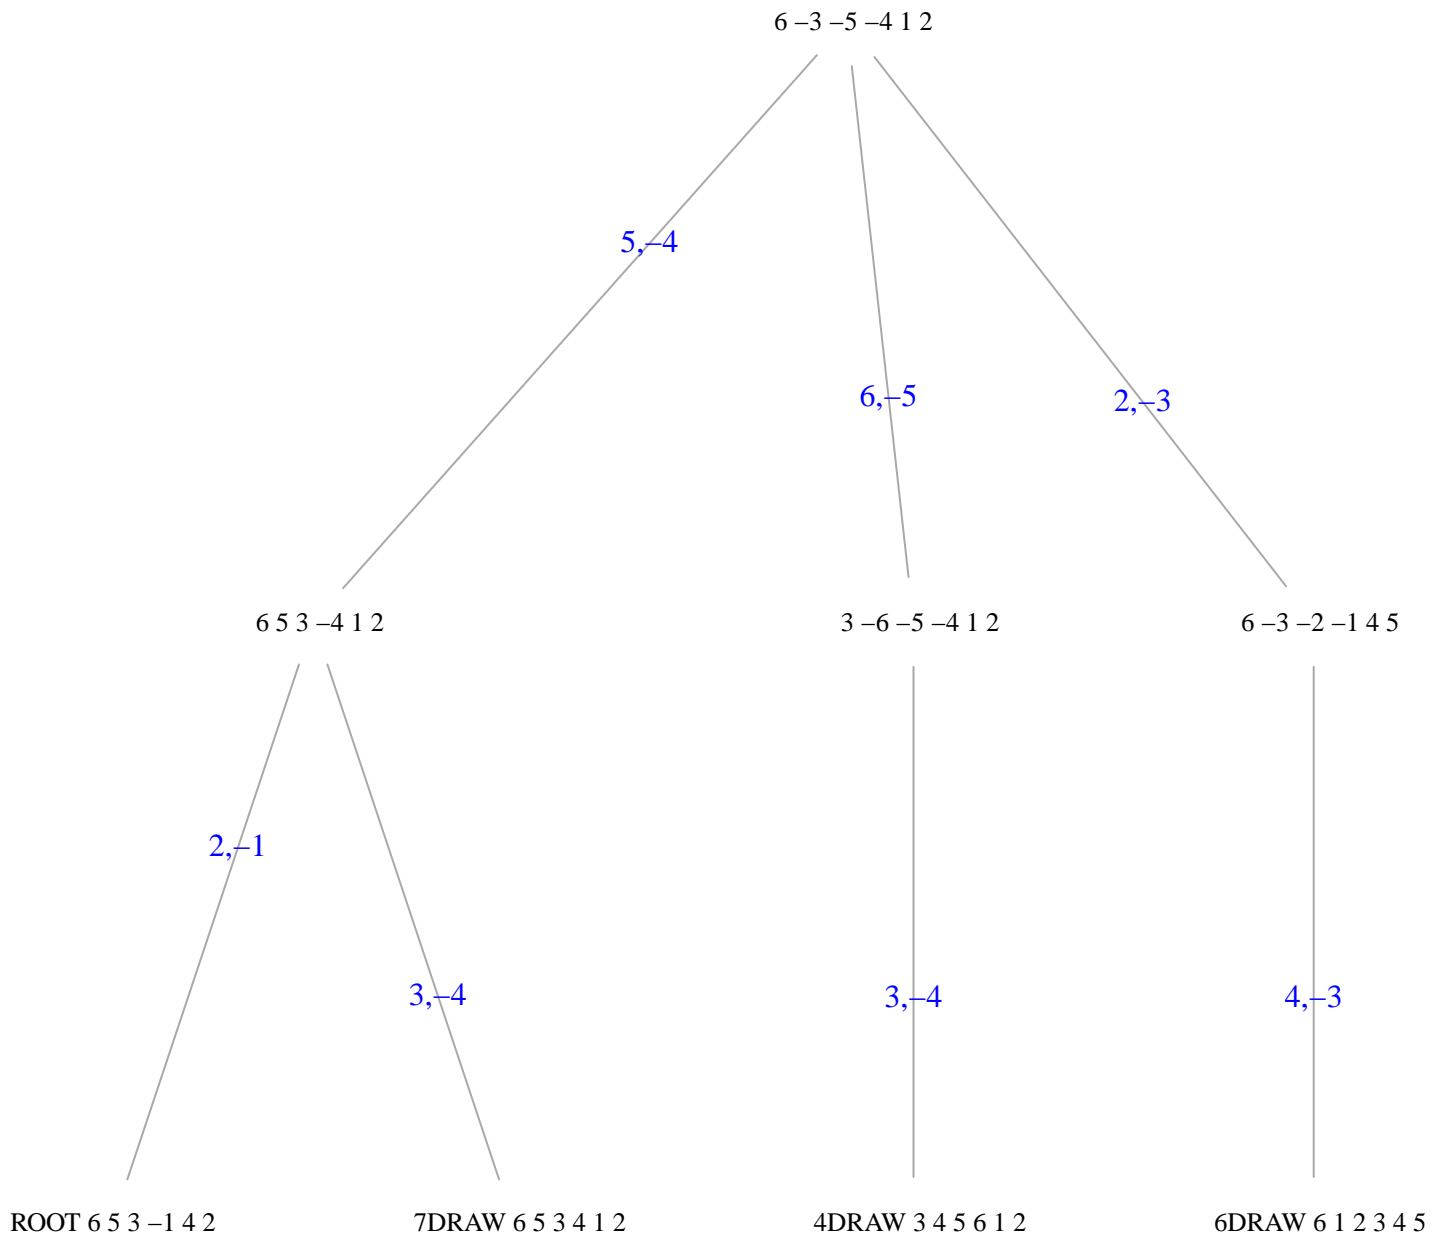 6 –3 –5 –4 1 2
5,–4
6,–5
2,–3
6 5 3 –4 1 2
3 –6 –5 –4 1 2
6 –3 –2 –1 4 5
2,–1
3,–4
3,–4
4,–3
ROOT 6 5 3 –1 4 2
7DRAW 6 5 3 4 1 2
4DRAW 3 4 5 6 1 2
6DRAW 6 1 2 3 4 5